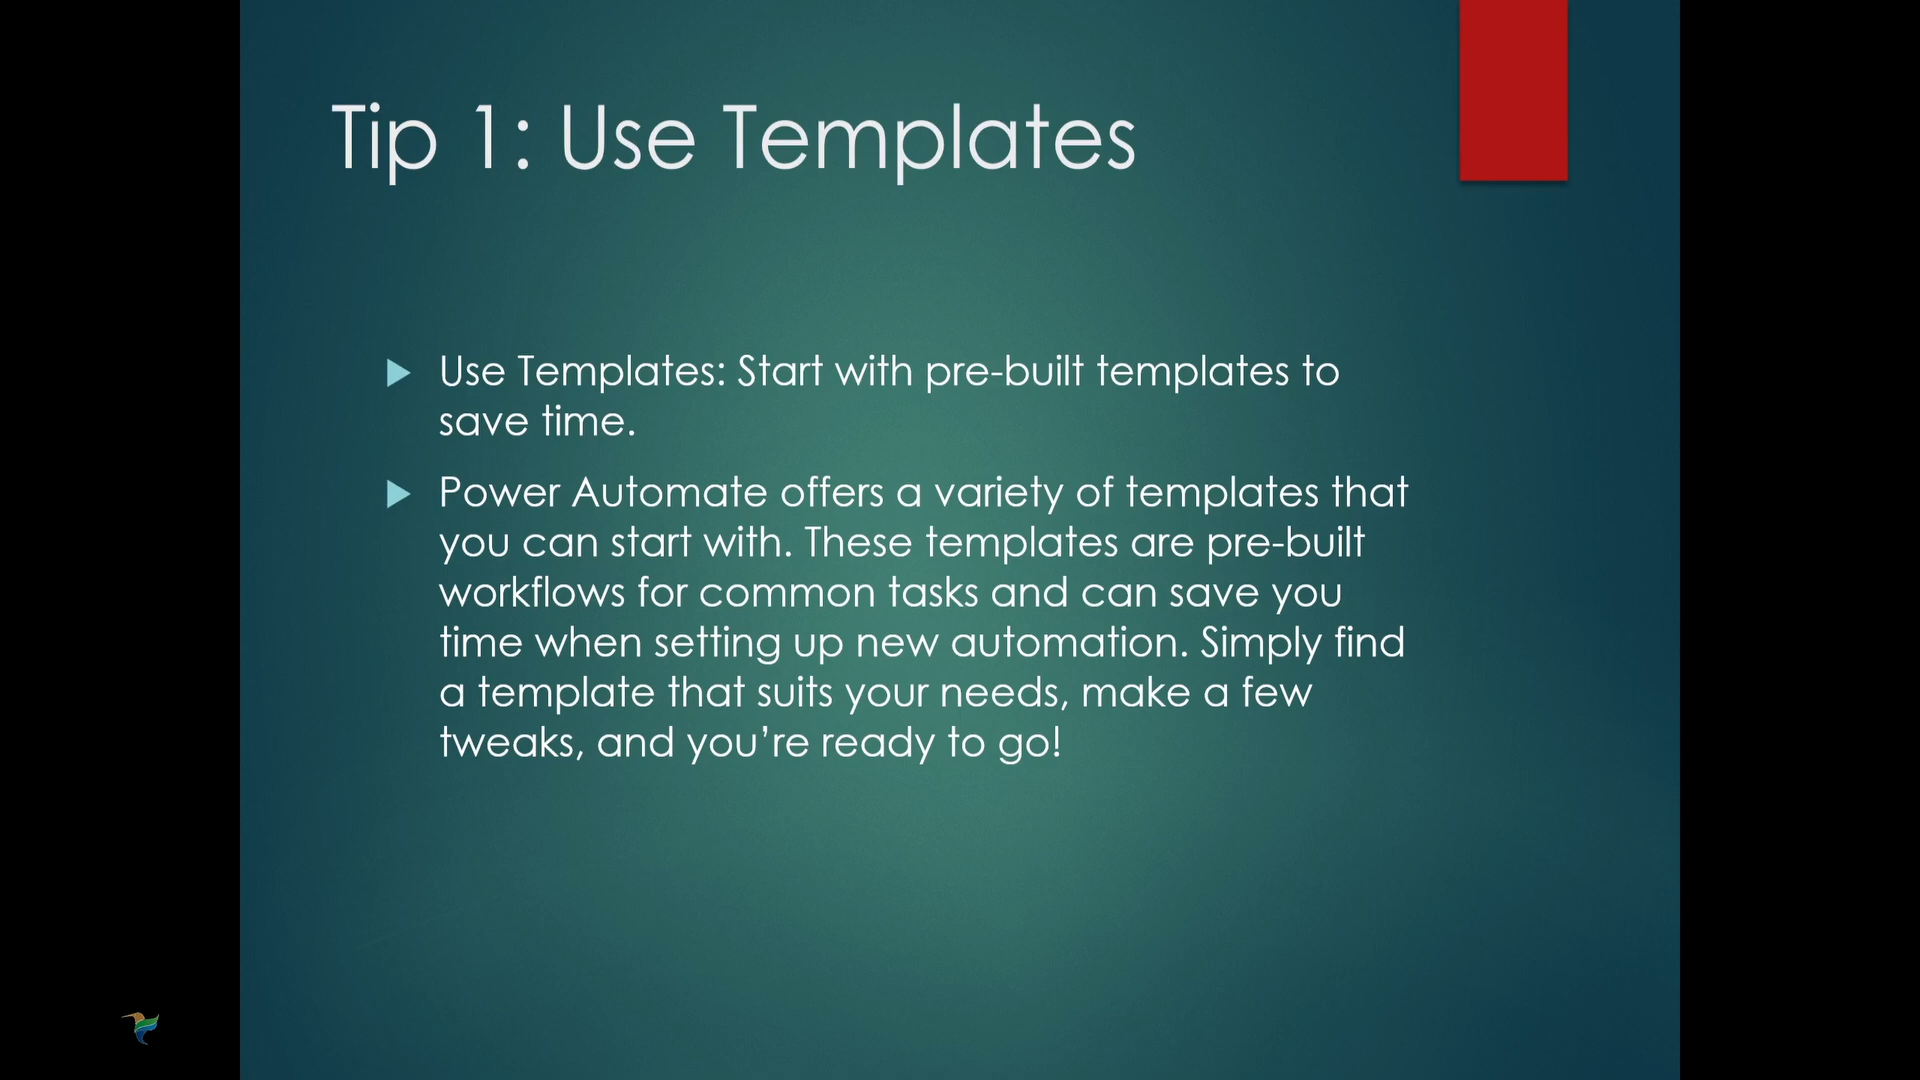 Tip 1: Use Templates
Use Templates: Start with pre-built templates to
save time.
Power Automate offers a variety of templates that
you can start with. These templates are pre-built
workflows for common tasks and can save you
time when setting up new automation. Simply find
a template that suits your needs, make a few
tweaks, and you’re ready to go!